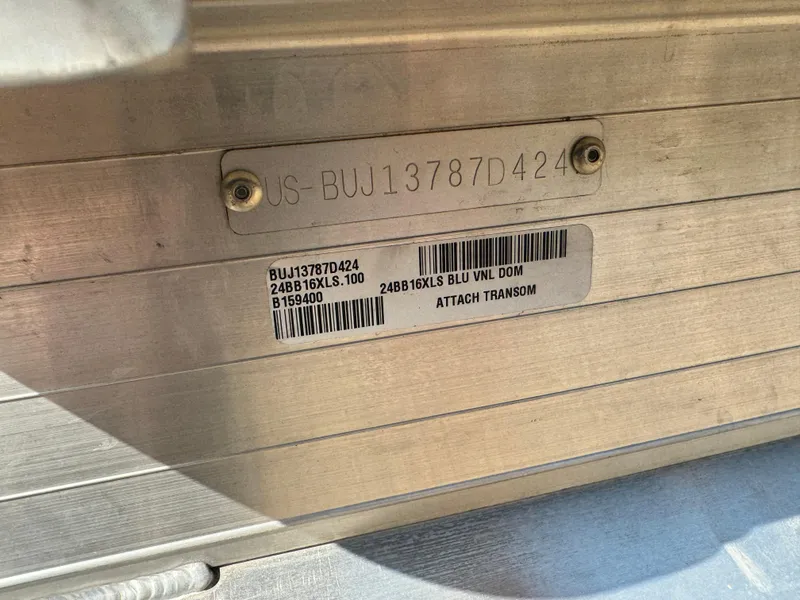 US-BUJ13787D424
BUJ13787D424
24BB16XLS.100
24BB16XLS BLU VNL DOM
B159400
ATTACH TRANSOM